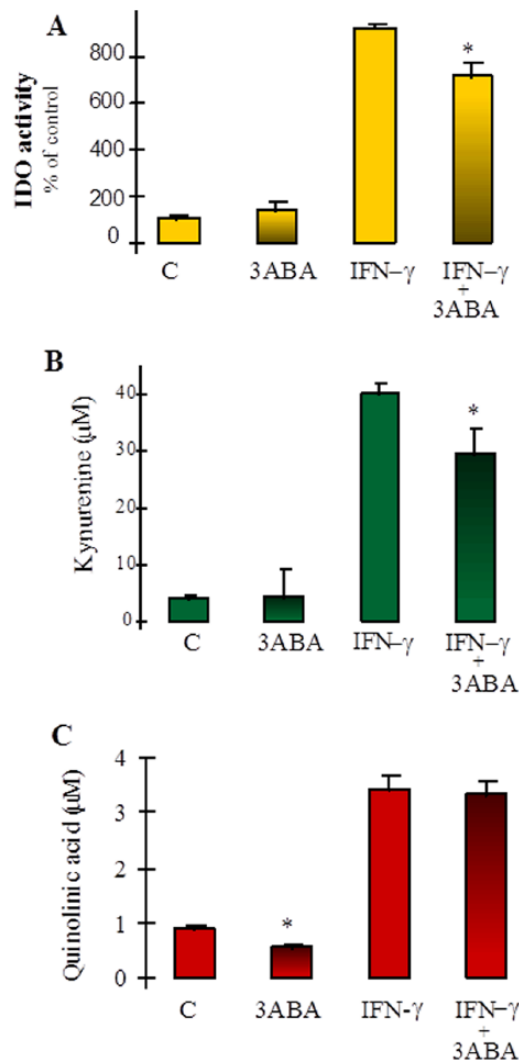 A
IDO activity
% of control
800
600
400
200
0
*
C 3ABA IFN–γ IFN–γ
+
3ABA
B
Kynurenine (μM)
40
30
20
10
0
*
C 3ABA IFN–γ IFN–γ
+
3ABA
C
Quinolinic acid (μM)
4
3
2
1
0
*
C 3ABA IFN-γ IFN–γ
+
3ABA